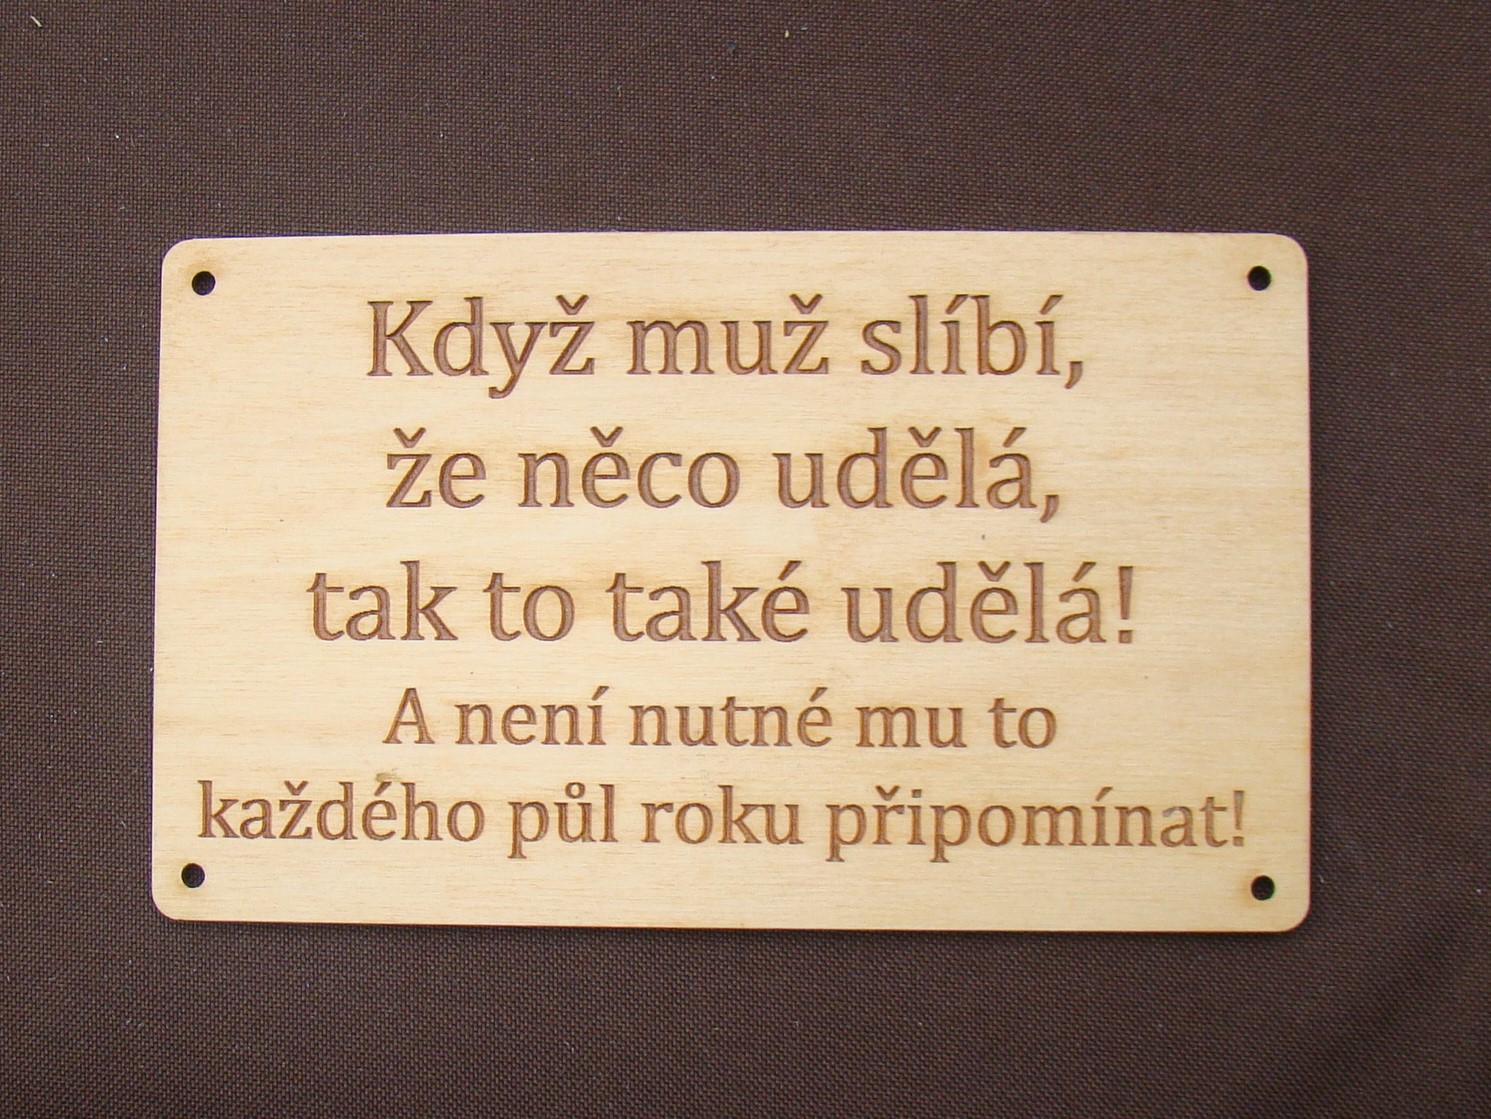 Když muž slíbí,
že něco udělá,
tak to také udělá!
A není nutné mu to
každého půl roku připomínat!